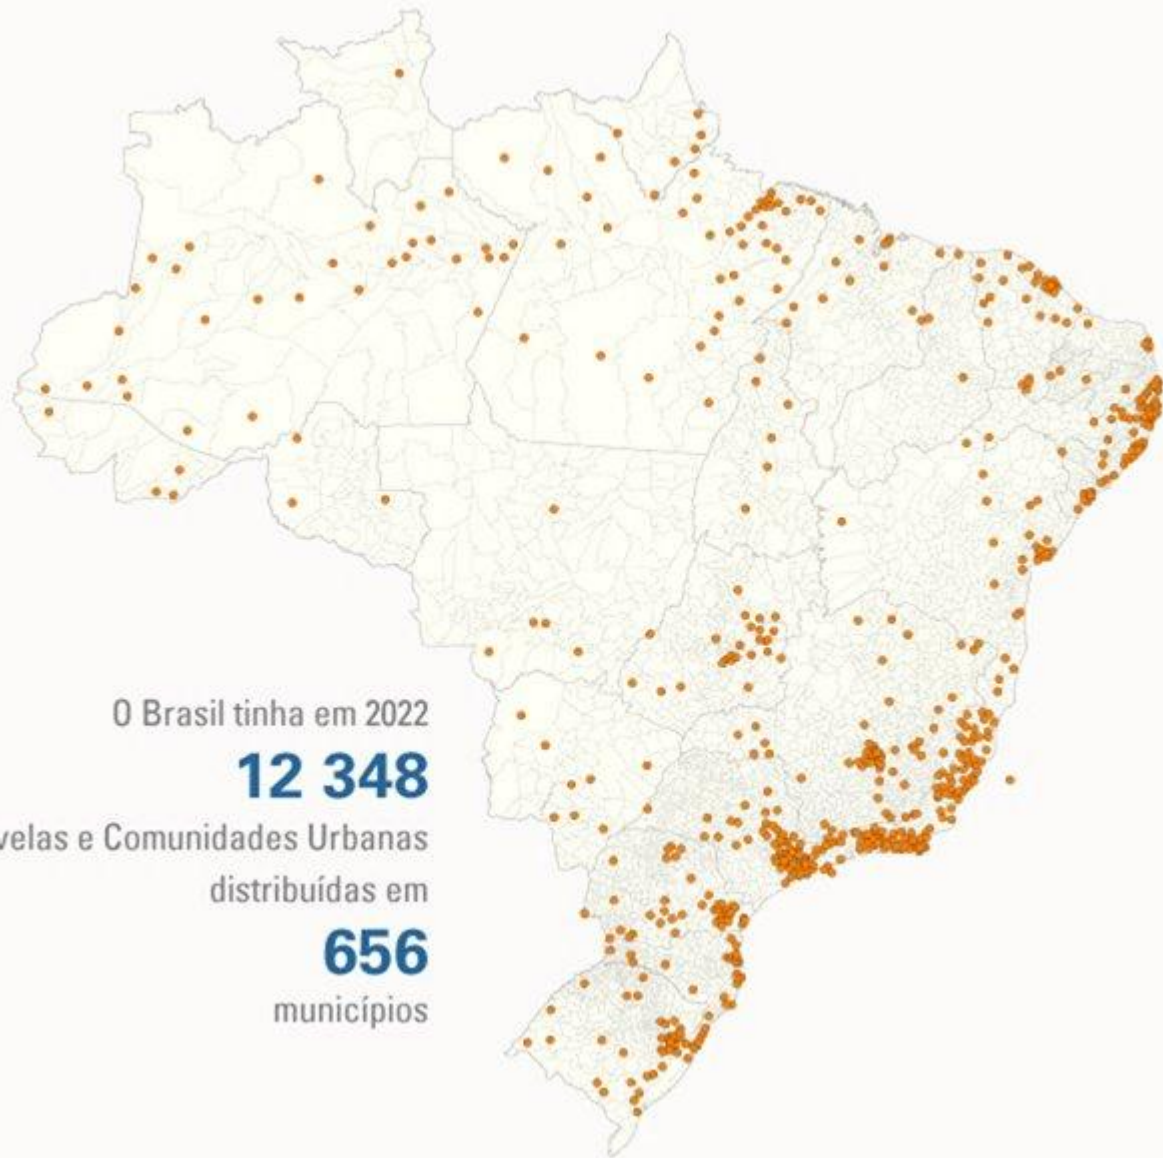 O Brasil tinha em 2022
12 348
velas e Comunidades Urbanas
distribuídas em
656
municípios